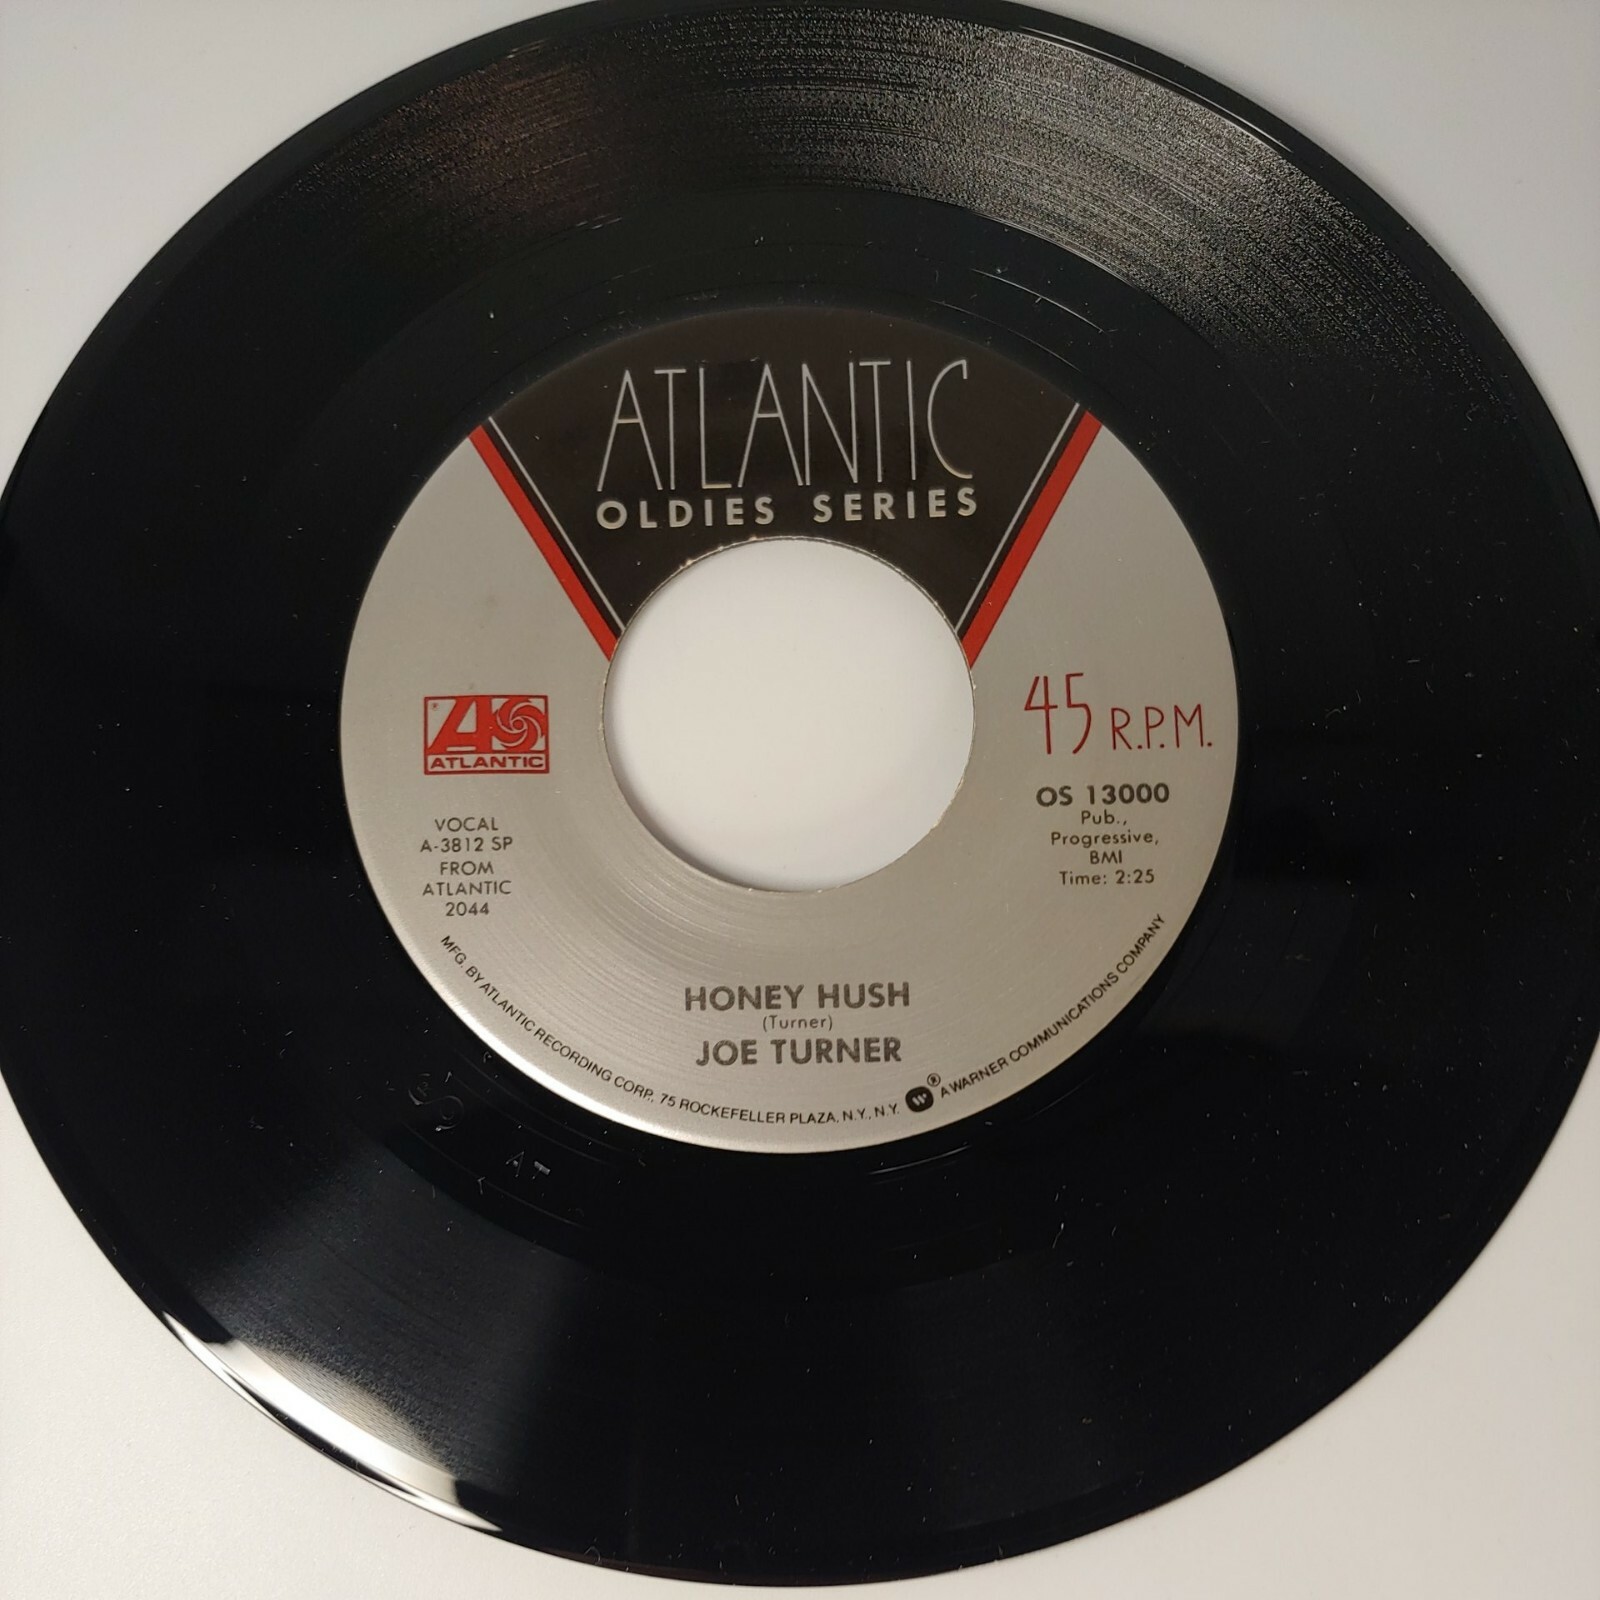 ATLANTIC
OLDIES SERIES
ATLANTIC
VOCAL
A-3812 SP
FROM
ATLANTIC
2044
45 R.P.M.
OS 13000
Pub.,
Progressive,
BMI
Time: 2:25
HONEY HUSH
(Turner)
JOE TURNER
MFG. BY ATLANTIC RECORDING CORP., 75 ROCKEFELLER PLAZA, N.Y., N.Y. ® A WARNER COMMUNICATIONS COMPANY
AT